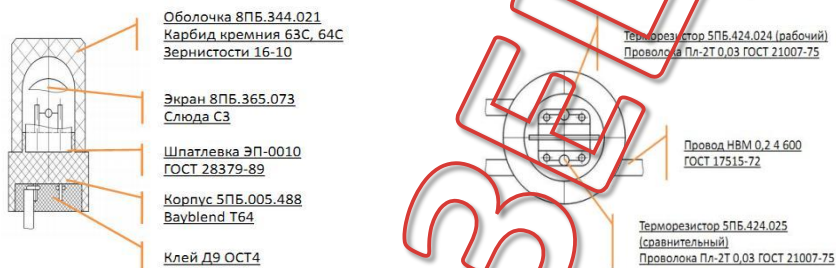 Оболочка 8ПБ.344.021
Карбид кремния 63С, 64С
Зернистости 16-10
Экран 8ПБ.365.073
Слюда СЗ
Шпатлевка ЭП-0010
ГОСТ 28379-89
Корпус 5ПБ.005.488
Bayblend T64
Клей Д9 ОСТ4
Терморезистор 5ПБ.424.024 (рабочий)
Проволока Пл-2Т 0,03 ГОСТ 21007-75
Провод НВМ 0,2 4 600
ГОСТ 17515-72
Терморезистор 5ПБ.424.025
(сравнительный)
Проволока Пл-2Т 0,03 ГОСТ 21007-75